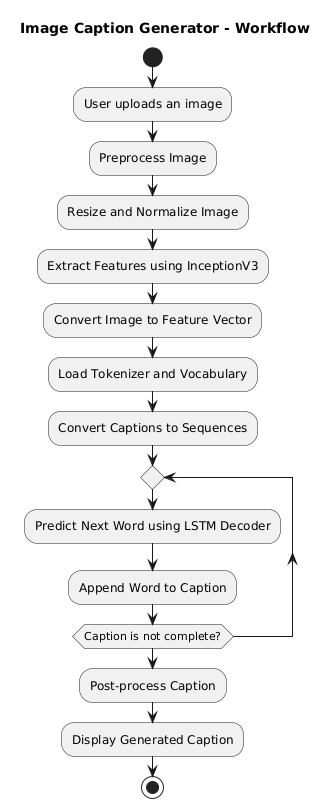 Image Caption Generator - Workflow
User uploads an image
Preprocess Image
Resize and Normalize Image
Extract Features using InceptionV3
Convert Image to Feature Vector
Load Tokenizer and Vocabulary
Convert Captions to Sequences
Predict Next Word using LSTM Decoder
Append Word to Caption
Caption is not complete?
Post-process Caption
Display Generated Caption